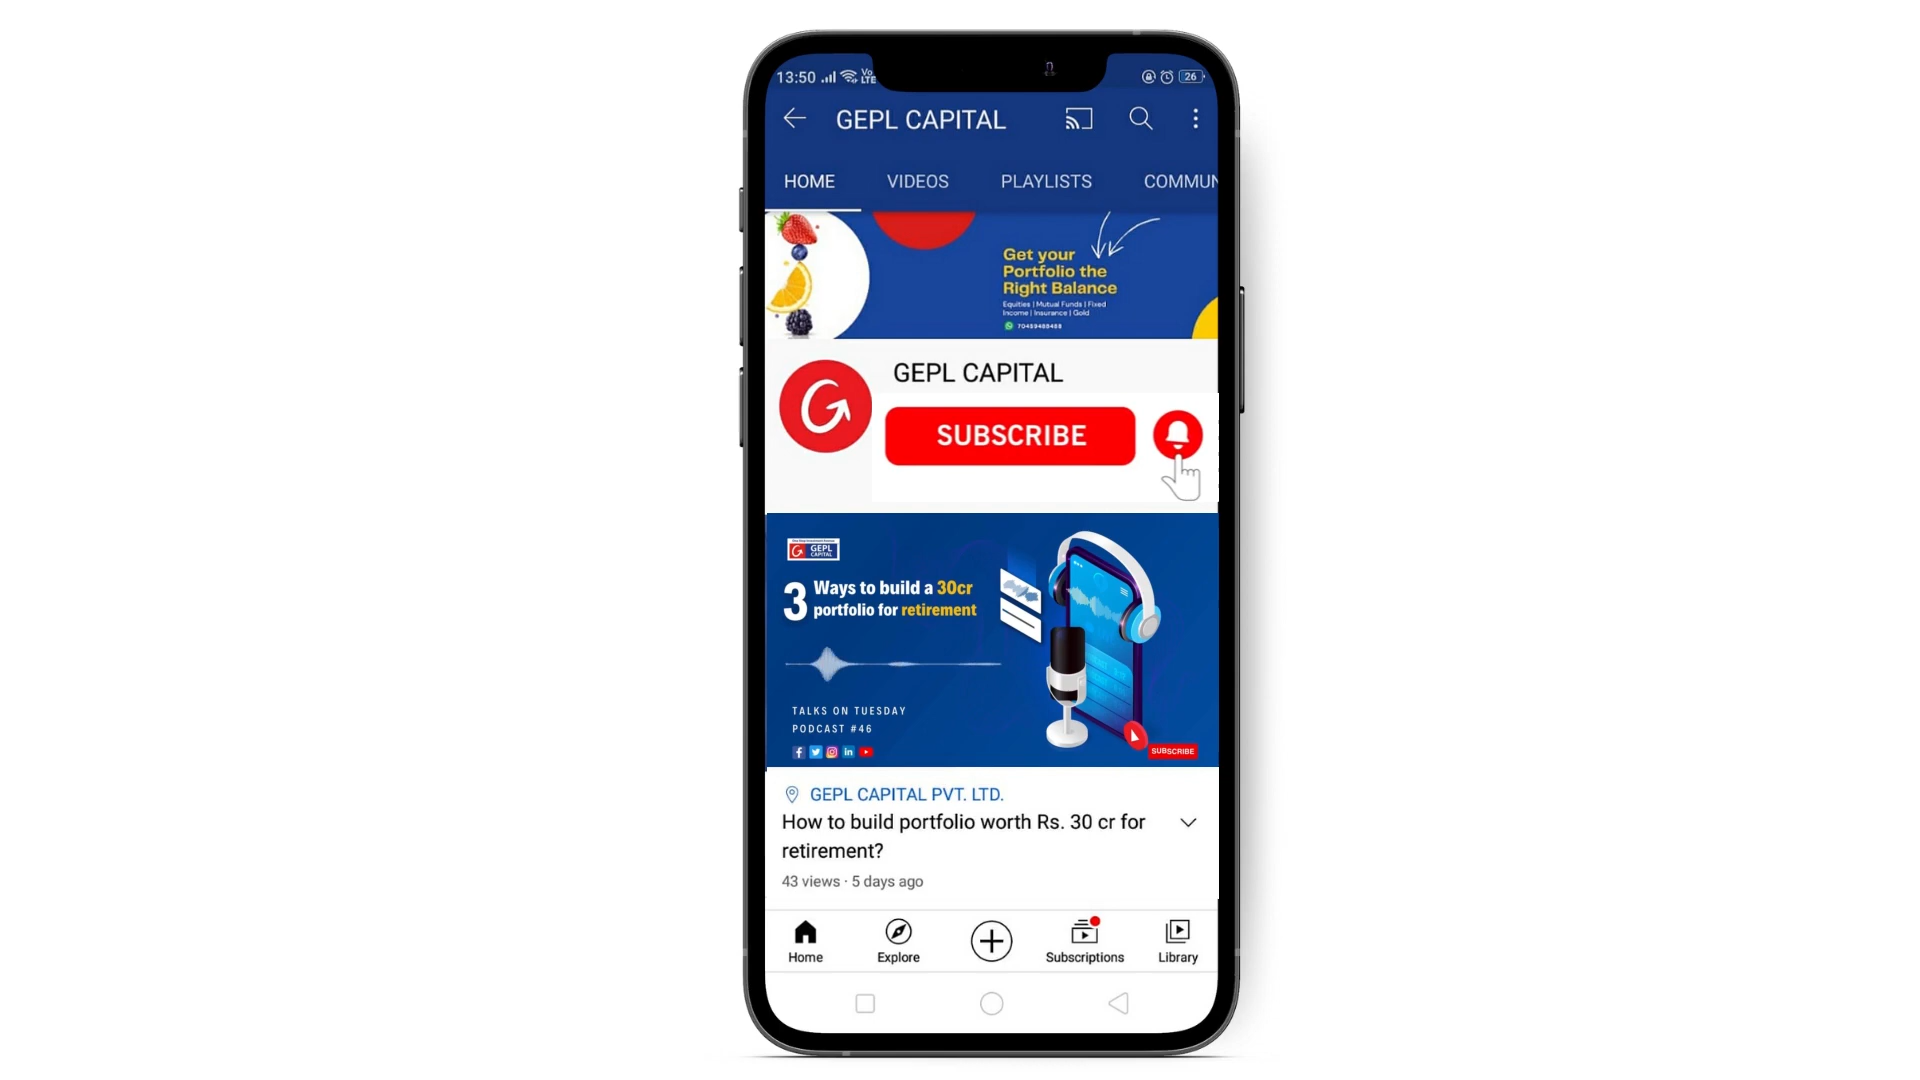 13:50 Vo LTE 26
GEPL CAPITAL
HOME VIDEOS PLAYLISTS COMMUN
Get your
Portfolio the
Right Balance
Equities | Mutual Funds | Fixed
Income | Insurance | Gold
GEPL CAPITAL
SUBSCRIBE
GEPL
CAPITAL
3 Ways to build a 30cr
portfolio for retirement
TALKS ON TUESDAY
PODCAST #46
SUBSCRIBE
GEPL CAPITAL PVT. LTD.
How to build portfolio worth Rs. 30 cr for
retirement?
43 views · 5 days ago
Home Explore Subscriptions Library